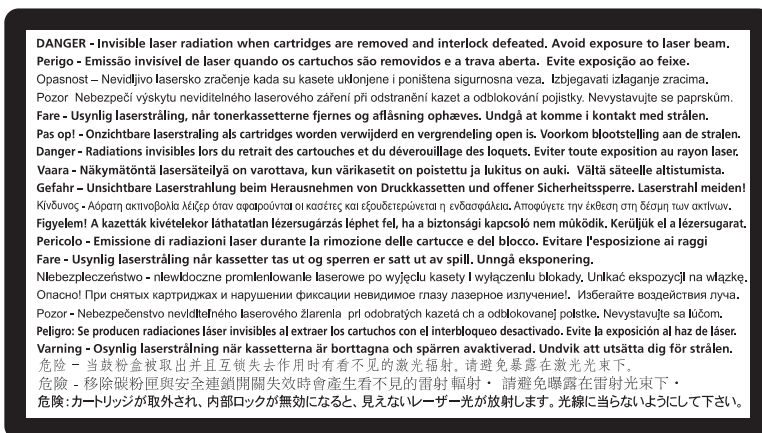 DANGER - Invisible laser radiation when cartridges are removed and interlock defeated. Avoid exposure to laser beam.
Perigo - Emissão invisível de laser quando os cartuchos são removidos e a trava aberta. Evite exposição ao feixe.
Opasnost – Nevidljivo lasersko zračenje kada su kasete uklonjene i poništena sigurnosna veza. Izbjegavati izlaganje zracima.
Pozor Nebezpečí výskytu neviditelného laserového záření při odstranění kazet a odblokování pojistky. Nevystavujte se paprskům.
Fare - Usynlig laserstråling, når tonerkassetterne fjernes og aflåsning ophæves. Undgå at komme i kontakt med strålen.
Pas op! - Onzichtbare laserstraling als cartridges worden verwijderd en vergrendeling open is. Voorkom blootstelling aan de stralen.
Danger - Radiations invisibles lors du retrait des cartouches et du déverouillage des loquets. Eviter toute exposition au rayon laser.
Vaara - Näkymätöntä lasersäteilyä on varottava, kun värikasetit on poistettu ja lukitus on auki. Vältä säteelle altistumista.
Gefahr - Unsichtbare Laserstrahlung beim Herausnehmen von Druckkassetten und offener Sicherheitssperre. Laserstrahl meiden!
Κίνδυνος - Αόρατη ακτινοβολία λέιζερ όταν αφαιρούνται οι κασέτες και εξουδετερώνεται η ενδασφάλεια. Αποφύγετε την έκθεση στη δέσμη των ακτίνων.
Figyelem! A kazetták kivételekor láthatatlan lézersugárzás léphet fel, ha a biztonsági kapcsoló nem mûködik. Kerüljük el a lézersugarat.
Pericolo - Emissione di radiazioni laser durante la rimozione delle cartucce e del blocco. Evitare l'esposizione ai raggi
Fare - Usynlig laserstråling når kassetter tas ut og sperren er satt ut av spill. Unngå eksponering.
Niebezpieczeństwo - niewidoczne promieniowanie laserowe po wyjęciu kasety i wyłączeniu blokady. Unikać ekspozycji na wiązkę.
Опасно! При снятых картриджах и нарушении фиксации невидимое глазу лазерное излучение!. Избегайте воздействия луча.
Pozor - Nebezpečenstvo neviditeľného laserového žiarenia pri odobratých kazetá ch a odblokovanej poistke. Nevystavujte sa lúčom.
Peligro: Se producen radiaciones láser invisibles al extraer los cartuchos con el interbloqueo desactivado. Evite la exposición al haz de láser.
Varning - Osynlig laserstrålning när kassetterna är borttagna och spärren avaktiverad. Undvik att utsätta dig för strålen.
危险 - 当鼓粉盒被取出并且互锁失去作用时有看不见的激光辐射, 请避免暴露在激光光束下。
危險 - 移除碳粉匣與安全連鎖開關失效時會產生看不見的雷射輻射・ 請避免曝露在雷射光束下・
危険:カートリッジが取外され、内部ロックが無効になると、見えないレーザー光が放射します。光線に当らないようにして下さい。